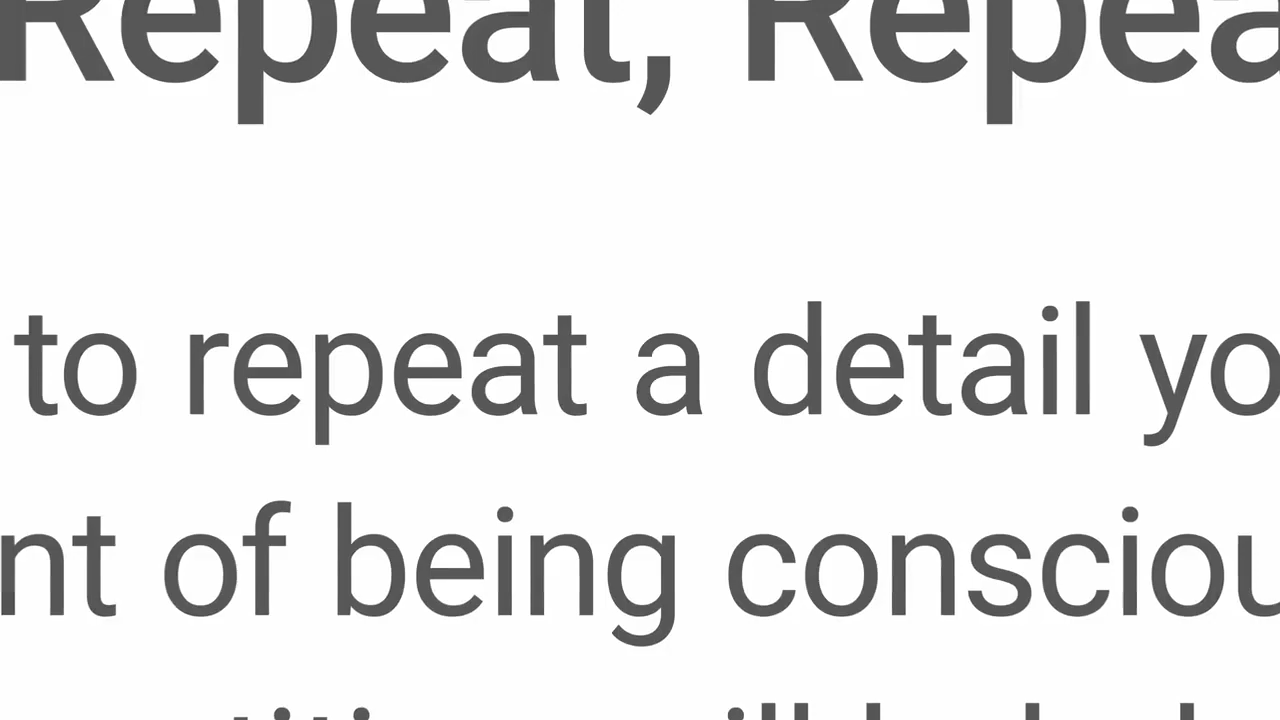 Repeat, Repea
to repeat a detail yo
nt of being consciou